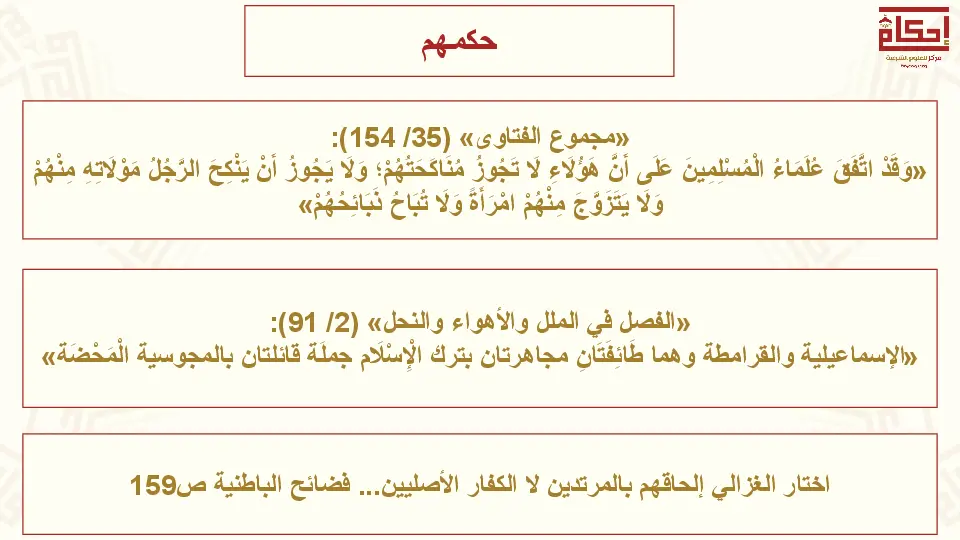 حكمـهم
إحكام
مركز للعلوم الشرعية
«مجموع الفتاوى» (35/ 154):
«وَقَدْ اتَّفَقَ عُلَمَاءُ الْمُسْلِمِينَ عَلَى أَنَّ هَؤُلَاءِ لَا تَجُوزُ مُنَاكَحَتُهُمْ؛ وَلَا يَجُوزُ أَنْ يَنْكِحَ الرَّجُلُ مَوْلَاتِهِ مِنْهُمْ
وَلَا يَتَزَوَّجَ مِنْهُمْ امْرَأَةً وَلَا تُبَاحُ ذَبَائِحُهُمْ»
«الفصل في الملل والأهواء والنحل» (2/ 91):
«الإسماعيلية والقرامطة وهما طَائِفَتَانِ مجاهرتان بترك الْإِسْلَام جملَة قائلتان بالمجوسية الْمَحْضَة»
اختار الغزالي إلحاقهم بالمرتدين لا الكفار الأصليين... فضائح الباطنية ص159